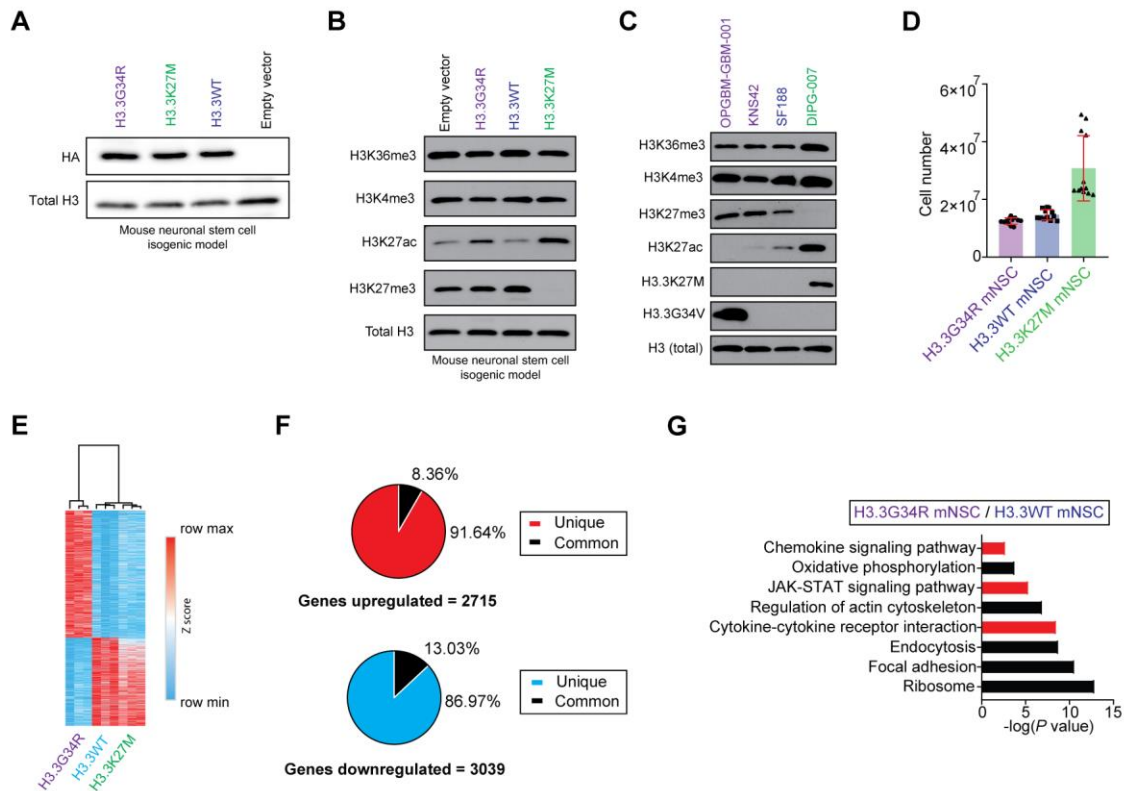 A
H3.3G34R
H3.3K27M
H3.3WT
Empty vector
HA
Total H3
Mouse neuronal stem cell
isogenic model
B
Empty vector
H3.3G34R
H3.3WT
H3.3K27M
H3K36me3
H3K4me3
H3K27ac
H3K27me3
Total H3
Mouse neuronal stem cell
isogenic model
C
OPGBM-GBM-001
KNS42
SF188
DIPG-007
H3K36me3
H3K4me3
H3K27me3
H3K27ac
H3.3K27M
H3.3G34V
H3 (total)
D
Cell number
6×10⁷
4×10⁷
2×10⁷
0
H3.3G34R mNSC
H3.3WT mNSC
H3.3K27M mNSC
E
row max
Z score
row min
H3.3G34R
H3.3WT
H3.3K27M
F
8.36%
91.64%
Unique
Common
Genes upregulated = 2715
13.03%
86.97%
Unique
Common
Genes downregulated = 3039
G
H3.3G34R mNSC / H3.3WT mNSC
Chemokine signaling pathway
Oxidative phosphorylation
JAK-STAT signaling pathway
Regulation of actin cytoskeleton
Cytokine-cytokine receptor interaction
Endocytosis
Focal adhesion
Ribosome
0 5 10 15
-log(P value)